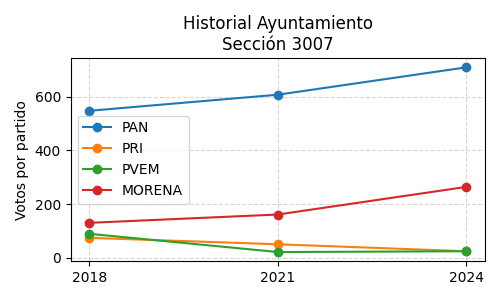 Historial Ayuntamiento
Sección 3007
Votos por partido
600
400
200
0
PAN
PRI
PVEM
MORENA
2018 2021 2024